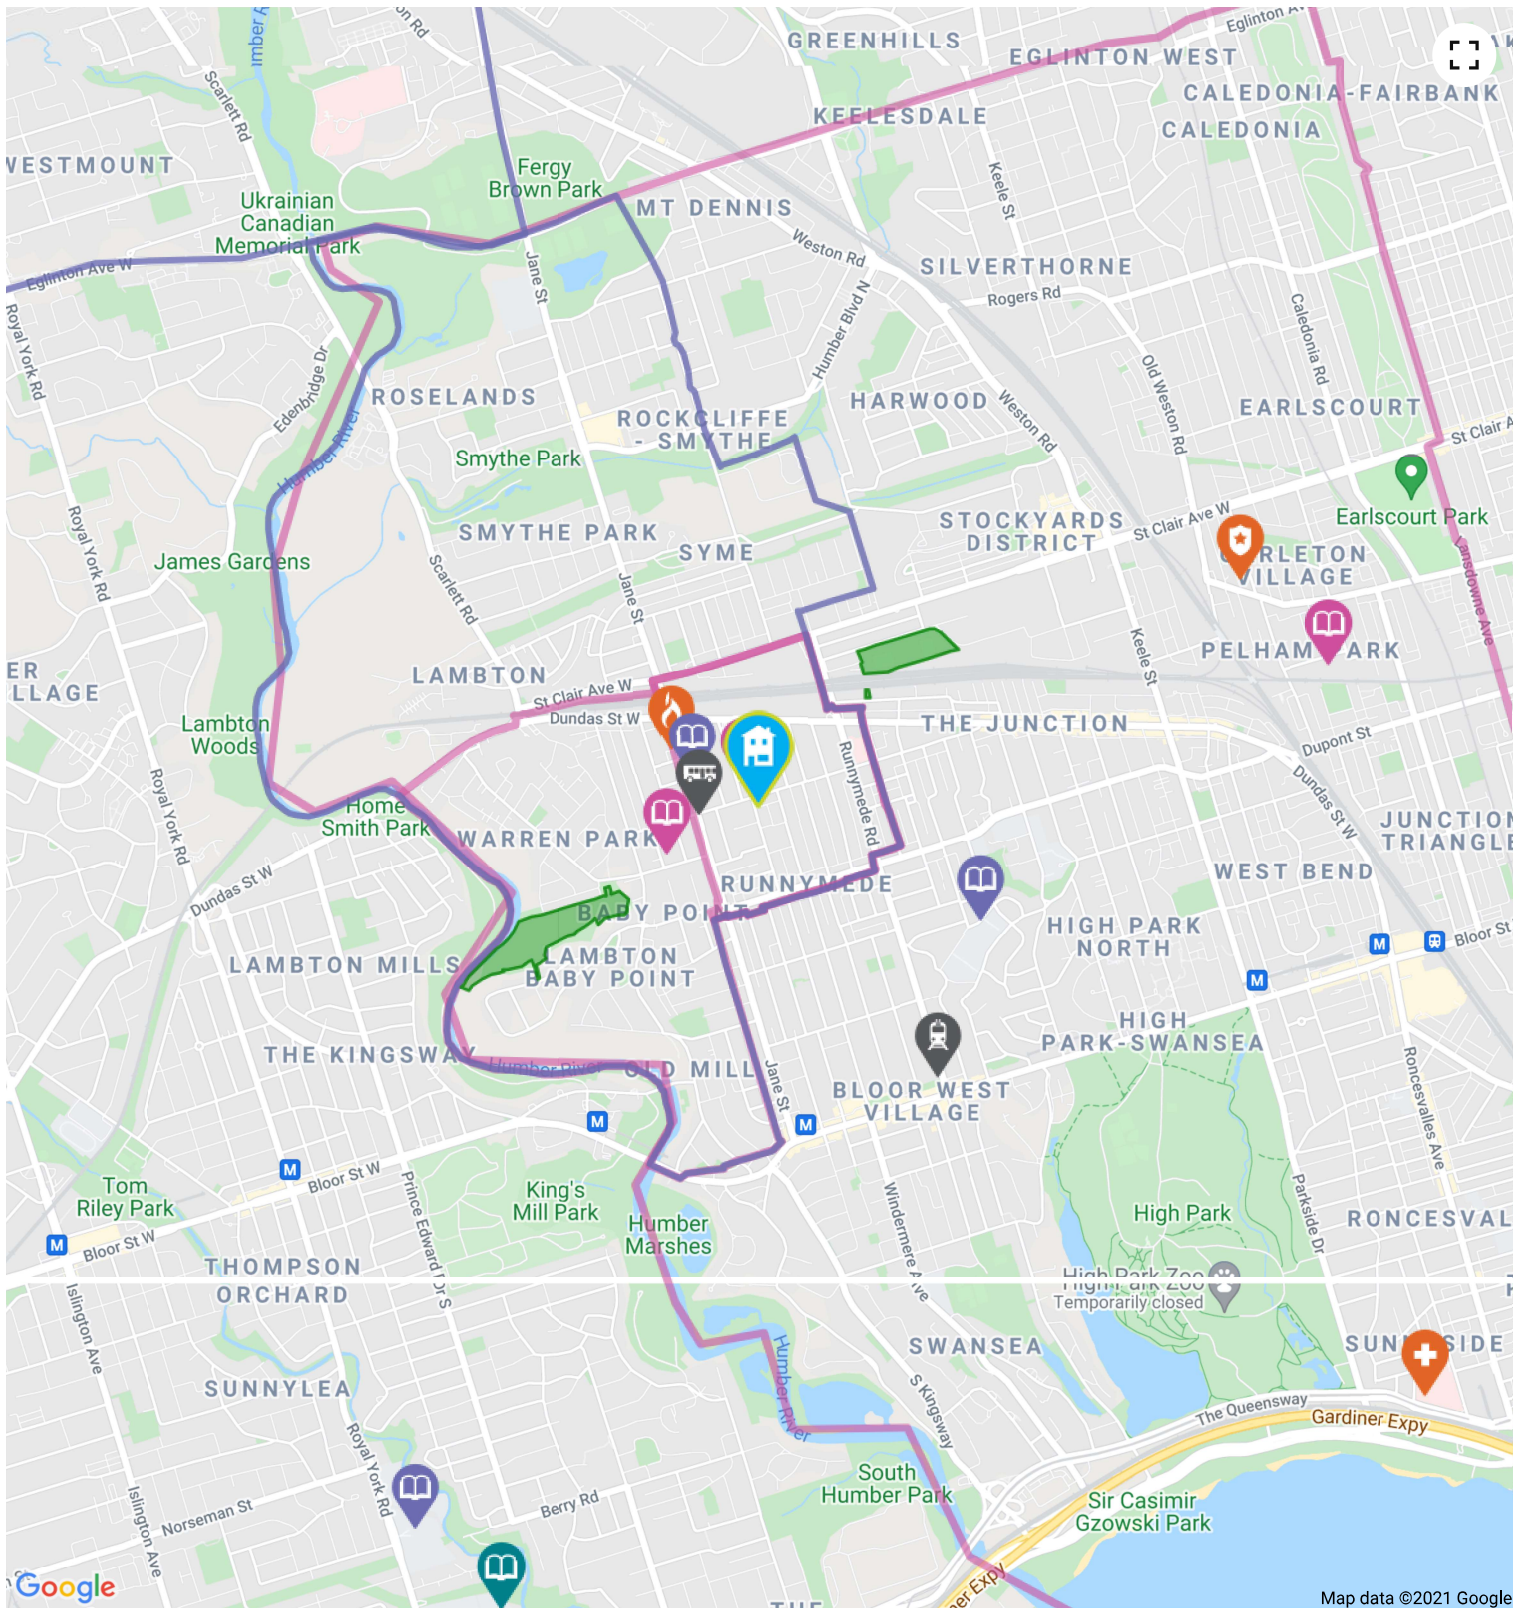 GREENHILLS
Eglinton Av
EGLINTON WEST
CALEDONIA-FAIRBANK
KEELESDALE
CALEDONIA
Scarlett Rd
WESTMOUNT
Fergy
Brown Park
Keele St
Ukrainian
Canadian
Memorial Park
MT DENNIS
Weston Rd
SILVERTHORNE
Eglinton Ave W
Jane St
Rogers Rd
Royal York Rd
Humber Blvd N
Caledonia Rd
Old Weston Rd
Edenbridge Dr
ROSELANDS
HARWOOD
Weston Rd
EARLSCOURT
ROCKCLIFFE
- SMYTHE
St Clair A
Humber River
Smythe Park
Royal York Rd
SMYTHE PARK
STOCKYARDS
DISTRICT
St Clair Ave W
Earlscourt Park
SYME
James Gardens
CARLETON
VILLAGE
Lansdowne Ave
Scarlett Rd
Jane St
Keele St
PELHAM PARK
ER
LLAGE
LAMBTON
St Clair Ave W
Dundas St W
Lambton
Woods
THE JUNCTION
Dupont St
Runnymede Rd
Royal York Rd
Dundas St W
Home
Smith Park
WARREN PARK
JUNCTION
TRIANGLE
WEST BEND
Dundas St W
RUNNYMEDE
BABY POINT
HIGH PARK
NORTH
Bloor St
LAMBTON MILLS
LAMBTON
BABY POINT
HIGH
PARK-SWANSEA
THE KINGSWAY
Humber River
OLD MILL
Jane St
BLOOR WEST
VILLAGE
Roncesvalles Ave
M
M
M
M
M
M
Bloor St W
Prince Edward Dr S
Tom
Riley Park
King's
Mill Park
Humber
Marshes
Windermere Ave
High Park
Parkside Dr
RONCESVAL
Bloor St W
THOMPSON
ORCHARD
High Park Zoo
Temporarily closed
Islington Ave
SWANSEA
SUNNYSIDE
Humber River
SUNNYLEA
S Kingsway
The Queensway
Gardiner Expy
Royal York Rd
South
Humber Park
Islington Ave
Norseman St
Berry Rd
Sir Casimir
Gzowski Park
Google
ner Expy
Map data ©2021 Google